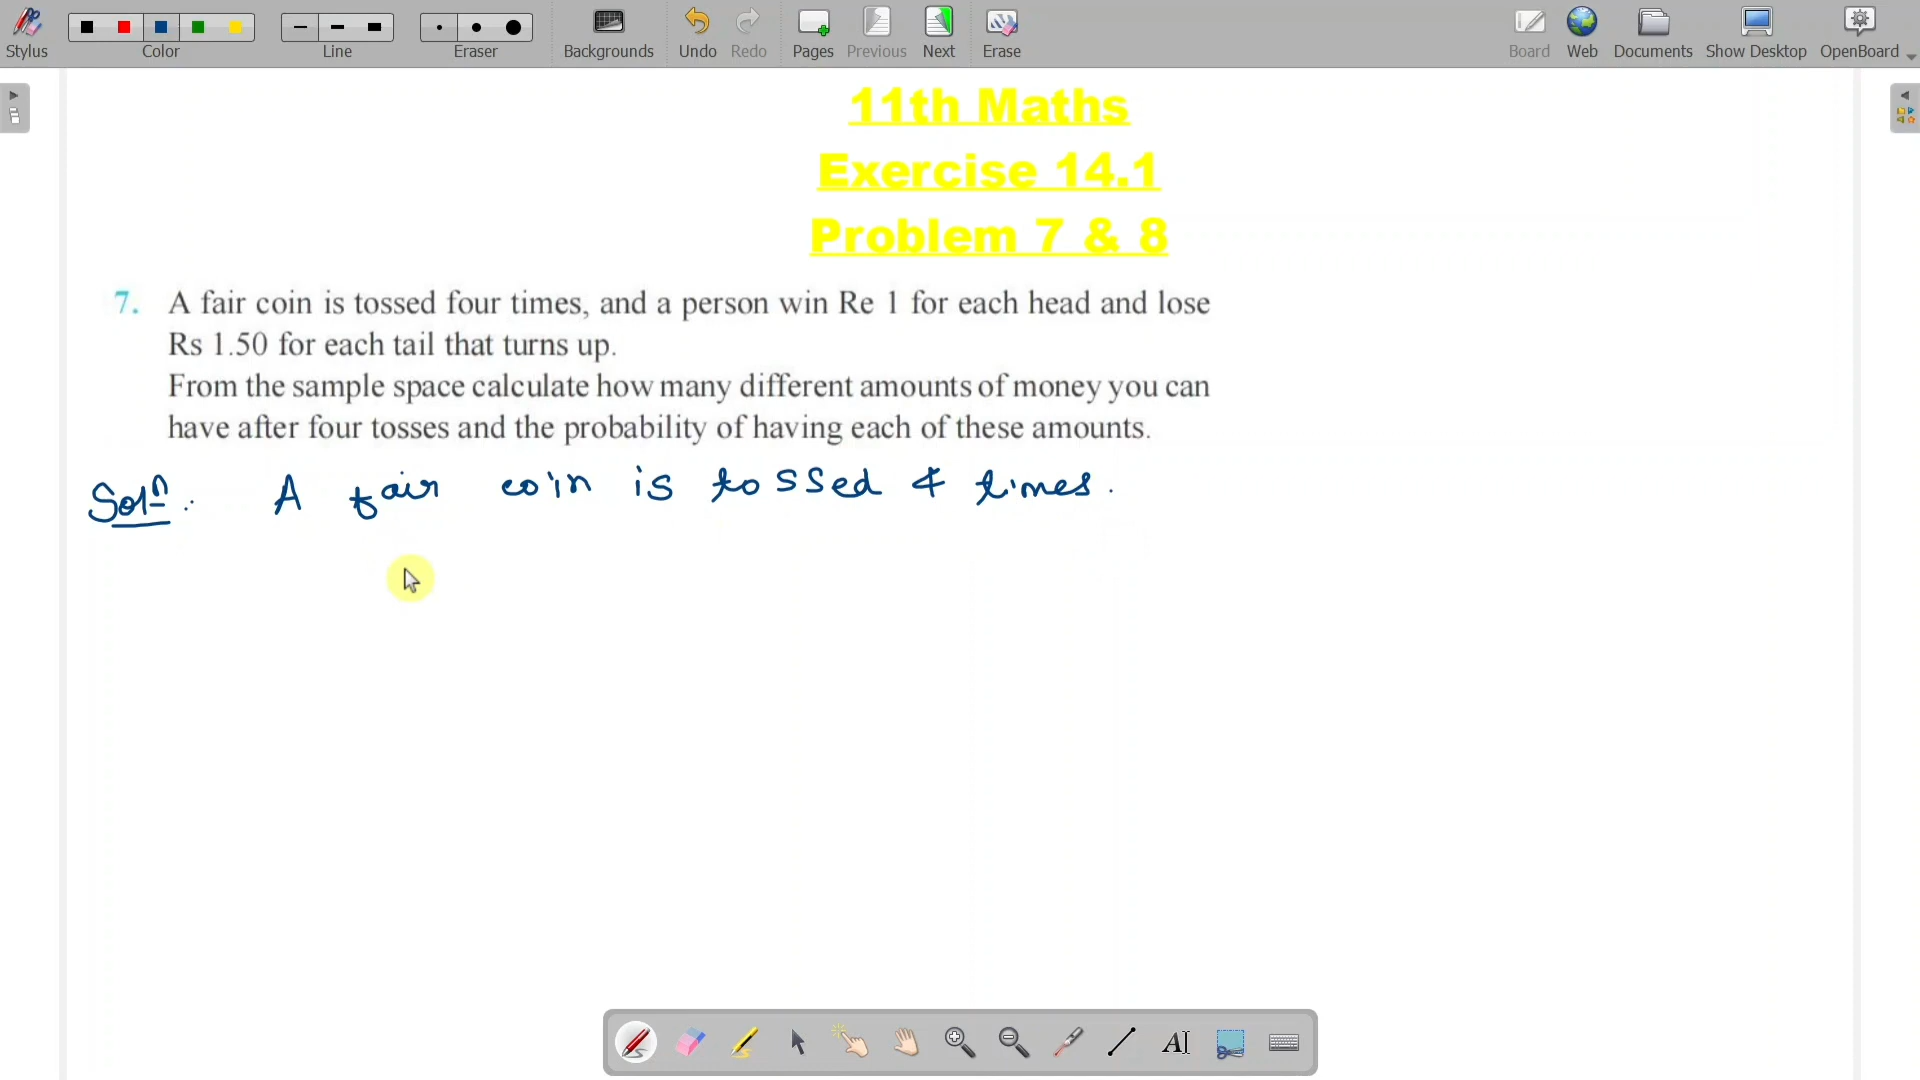 Stylus Color Line Eraser Backgrounds Undo Redo Pages Previous Next Erase Board Web Documents Show Desktop OpenBoard
11th Maths
Exercise 14.1
Problem 7 & 8
7. A fair coin is tossed four times, and a person win Re 1 for each head and lose
Rs 1.50 for each tail that turns up.
From the sample space calculate how many different amounts of money you can
have after four tosses and the probability of having each of these amounts.
Solⁿ: A fair coin is tossed 4 times.